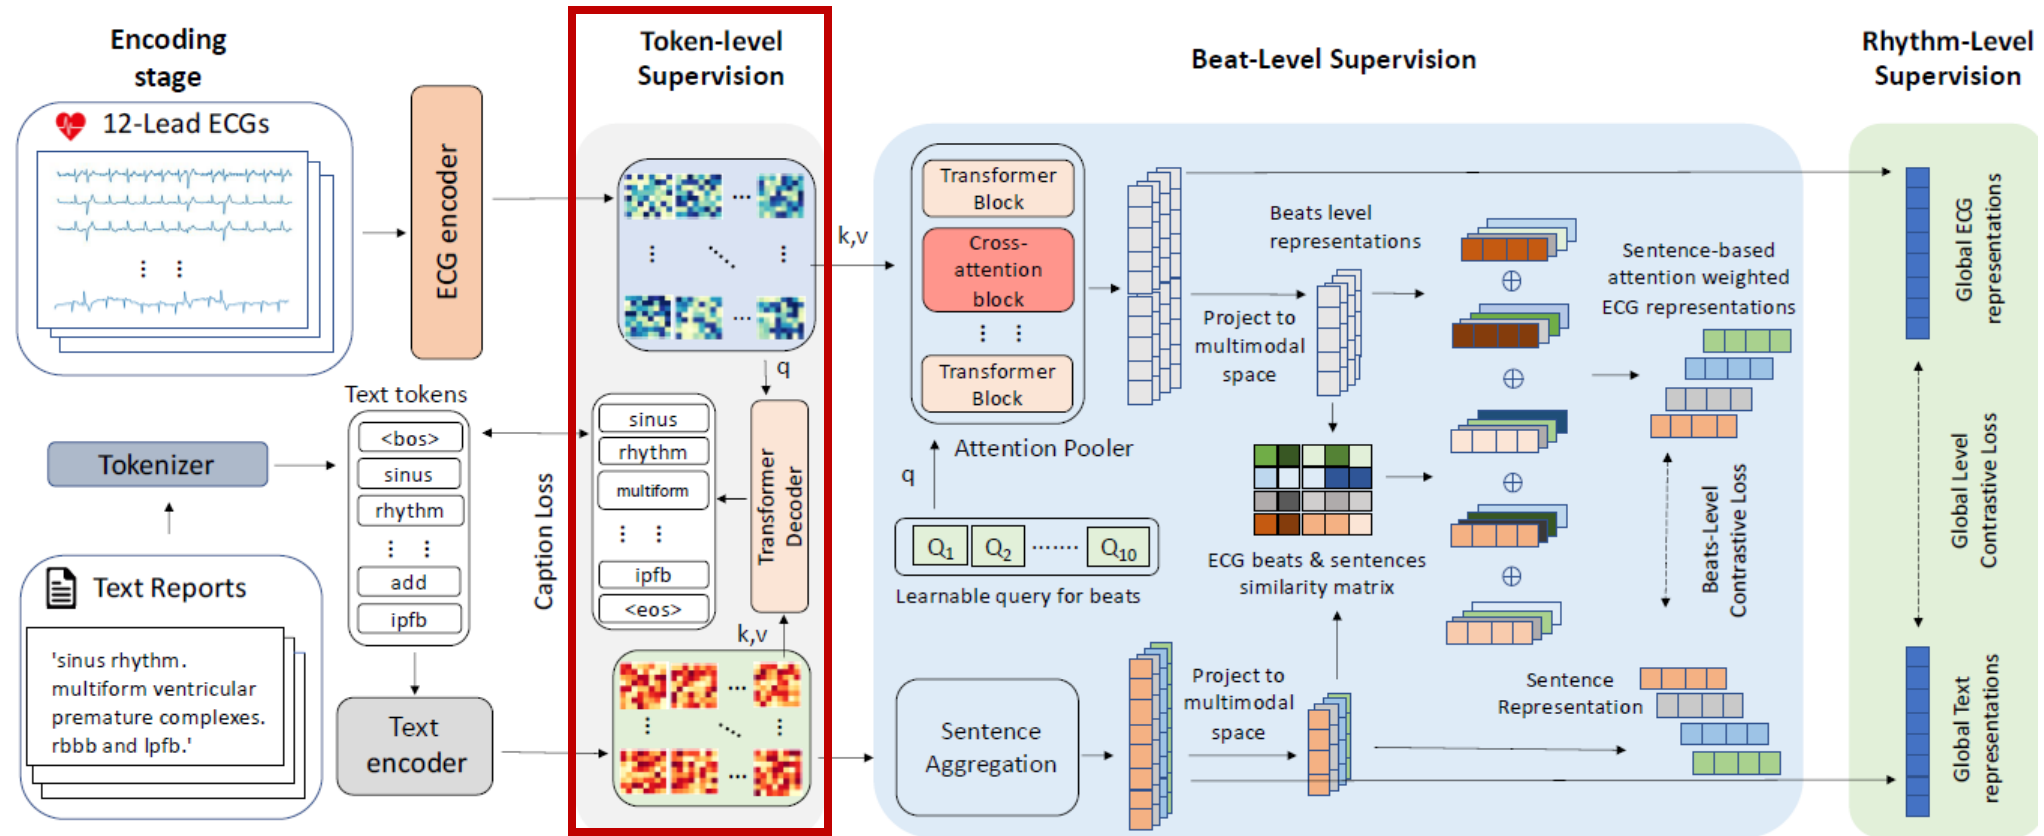 Encoding
stage
12-Lead ECGs
ECG encoder
Text tokens
<bos>
sinus
rhythm
⋮ ⋮
add
ipfb
Tokenizer
Text Reports
'sinus rhythm.
multiform ventricular
premature complexes.
rbbb and lpfb.'
Text
encoder
Caption Loss
Token-level
Supervision
...
...
q
sinus
rhythm
multiform
⋮ ⋮
ipfb
<eos>
Transformer
Decoder
k,v
...
...
Beat-Level Supervision
k,v
Transformer
Block
Cross-
attention
block
⋮ ⋮
Transformer
Block
Attention Pooler
q
Q1 Q2 ....... Q10
Learnable query for beats
Sentence
Aggregation
Project to
multimodal
space
Beats level
representations
ECG beats & sentences
similarity matrix
Project to
multimodal
space
⊕
⊕
⊕
⊕
⊕
Sentence-based
attention weighted
ECG representations
Beats-Level
Contrastive Loss
Sentence
Representation
Rhythm-Level
Supervision
Global ECG
representations
Global Level
Contrastive Loss
Global Text
representations